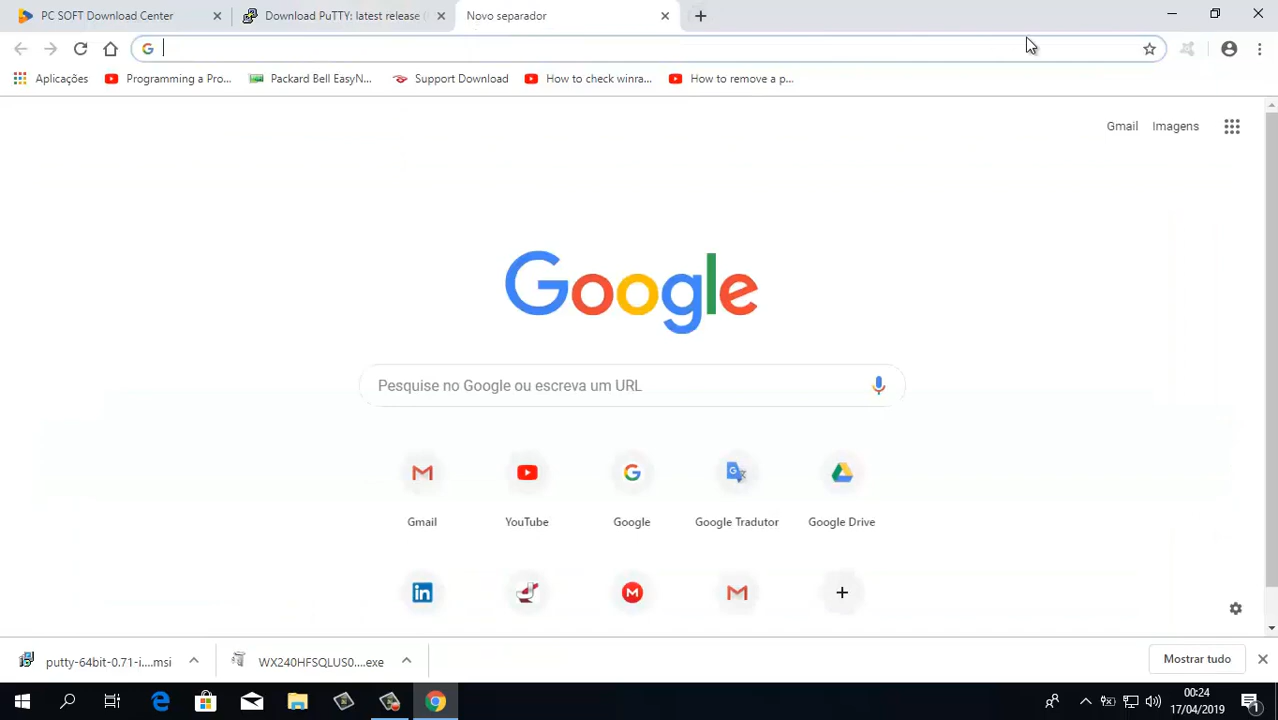 PC SOFT Download Center
Download PuTTY: latest release (
Novo separador
Aplicações
Programming a Pro...
Packard Bell EasyN...
Support Download
How to check winra...
How to remove a p...
Gmail
Imagens
Google
Pesquise no Google ou escreva um URL
Gmail
YouTube
Google
Google Tradutor
Google Drive
putty-64bit-0.71-i....msi
WX240HFSQLUS0....exe
Mostrar tudo
00:24
17/04/2019